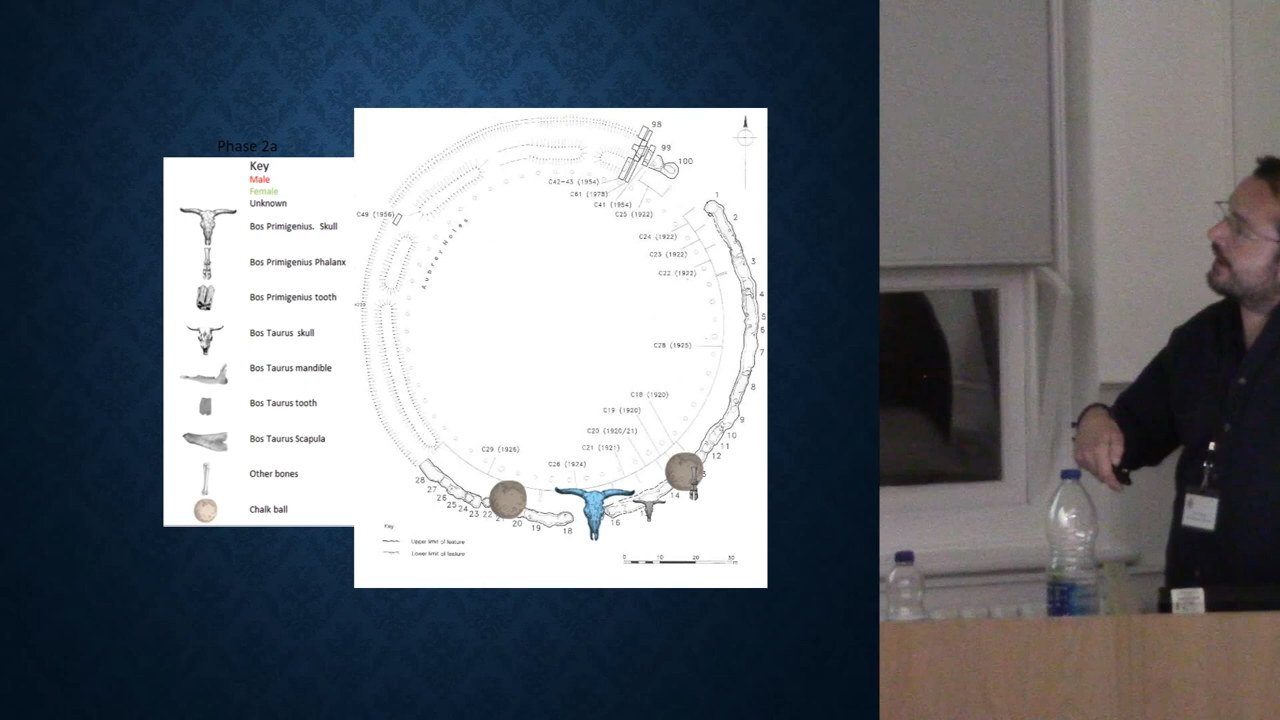 Phase 2a
Key
Male
Female
Unknown
Bos Primigenius. Skull
Bos Primigenius Phalanx
Bos Primigenius tooth
Bos Taurus skull
Bos Taurus mandible
Bos Taurus tooth
Bos Taurus Scapula
Other bones
Chalk ball
98
99
100
C42-43 (1954)
C61 (1978)
C41 (1954)
C25 (1922)
C49 (1956)
Aubrey Holes
1
2
C24 (1922)
C23 (1922)
C22 (1922)
3
4
5
6
C28 (1925)
7
8
C18 (1920)
C19 (1920)
9
C20 (1920/21)
10
C21 (1921)
11
C29 (1926)
12
C26 (1924)
28
27
26
25
24
23
22
21
20
19
18
16
14
Key
Upper limit of feature
Lower limit of feature
0 10 20 30
m